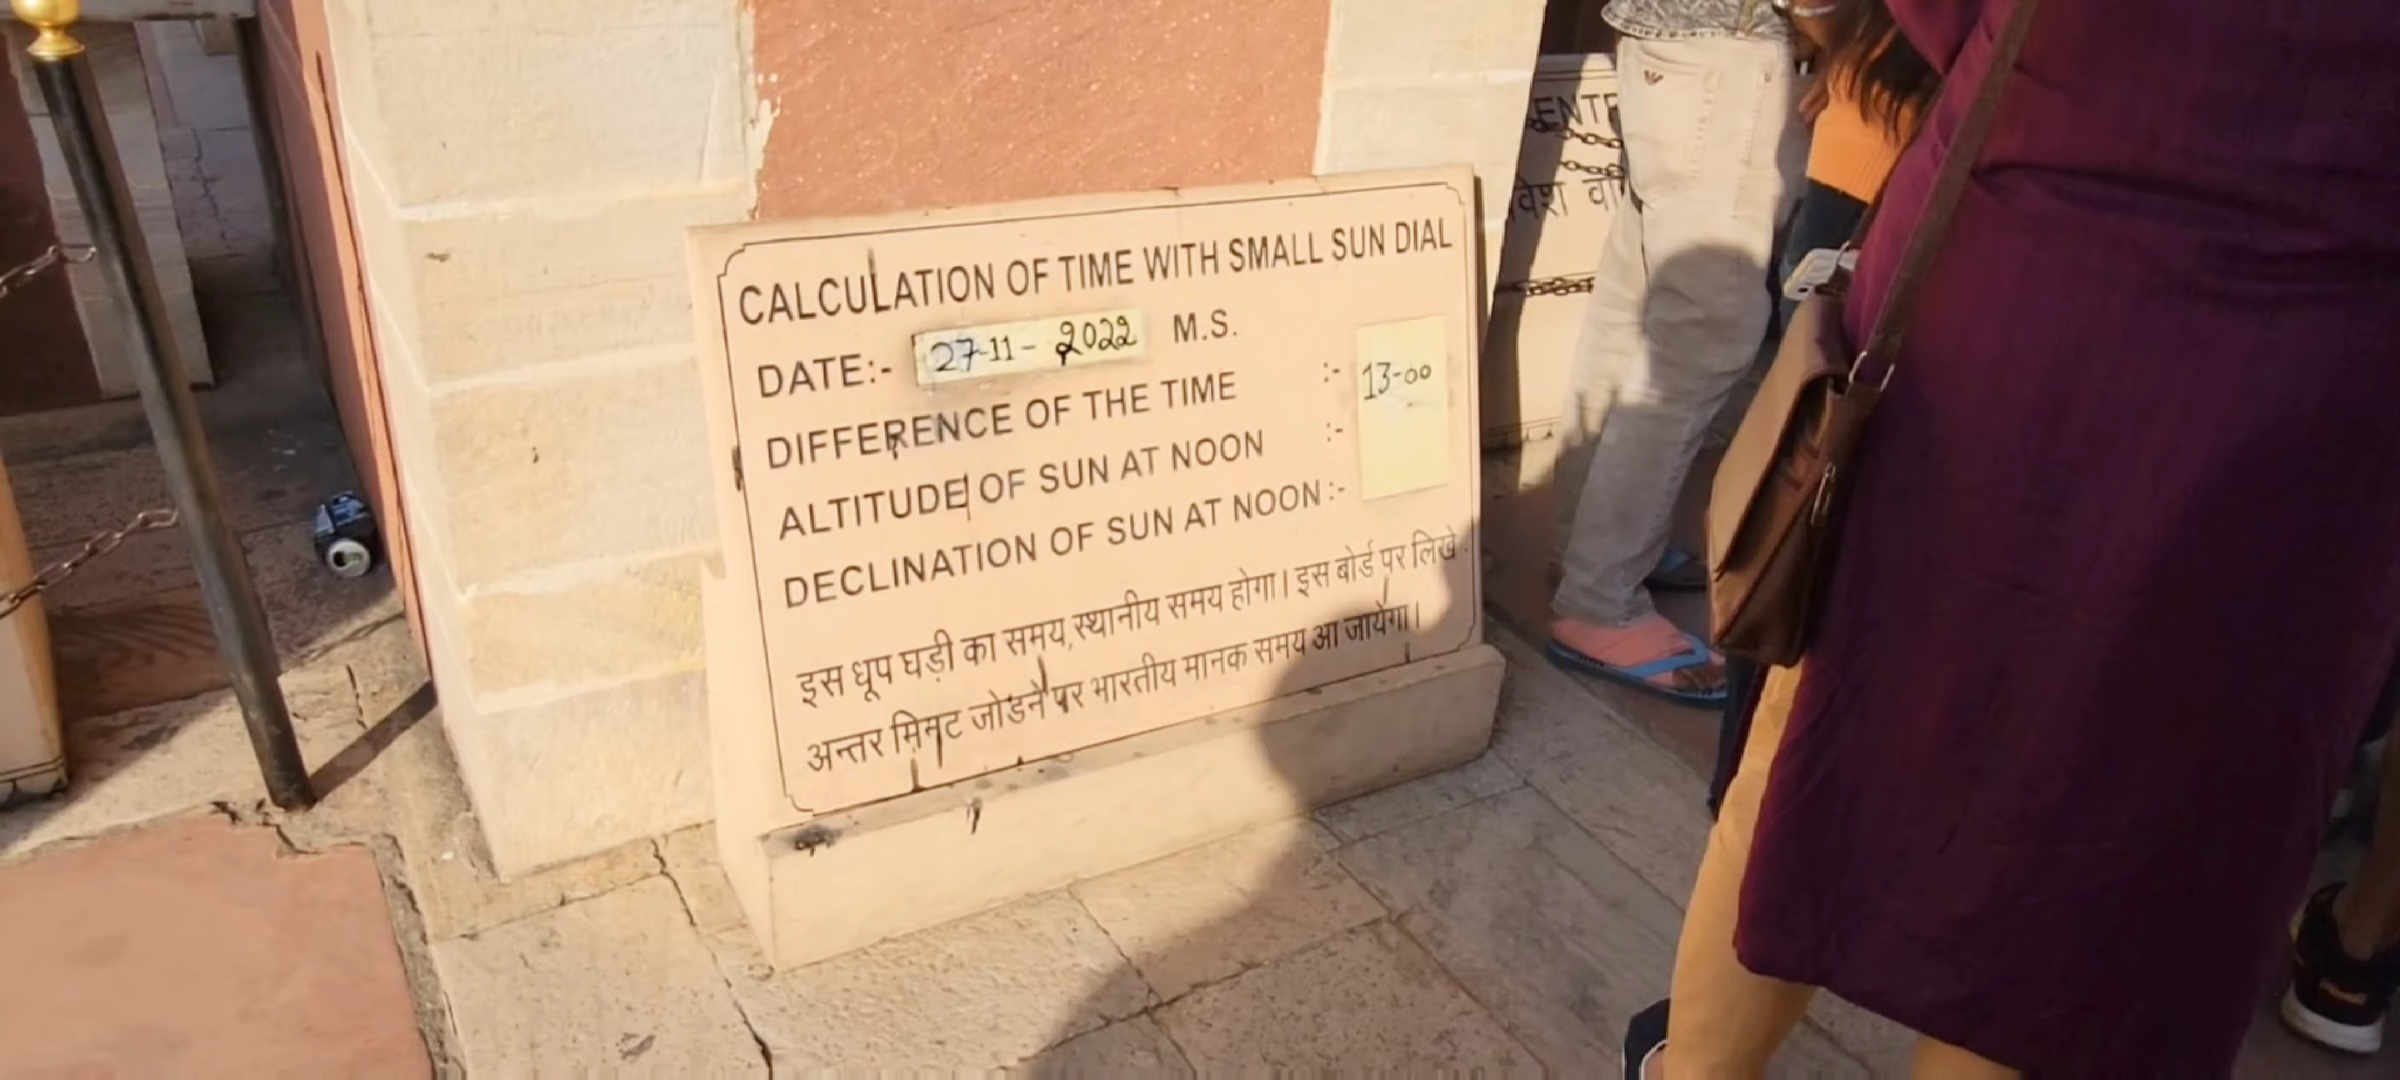 CALCULATION OF TIME WITH SMALL SUN DIAL
DATE:- 27-11-2022 M.S.
DIFFERENCE OF THE TIME :- 13-00
ALTITUDE OF SUN AT NOON :-
DECLINATION OF SUN AT NOON :-
इस धूप घड़ी का समय, स्थानीय समय होगा। इस बोर्ड पर लिखे
अन्तर मिनट जोडने पर भारतीय मानक समय आ जायेगा।